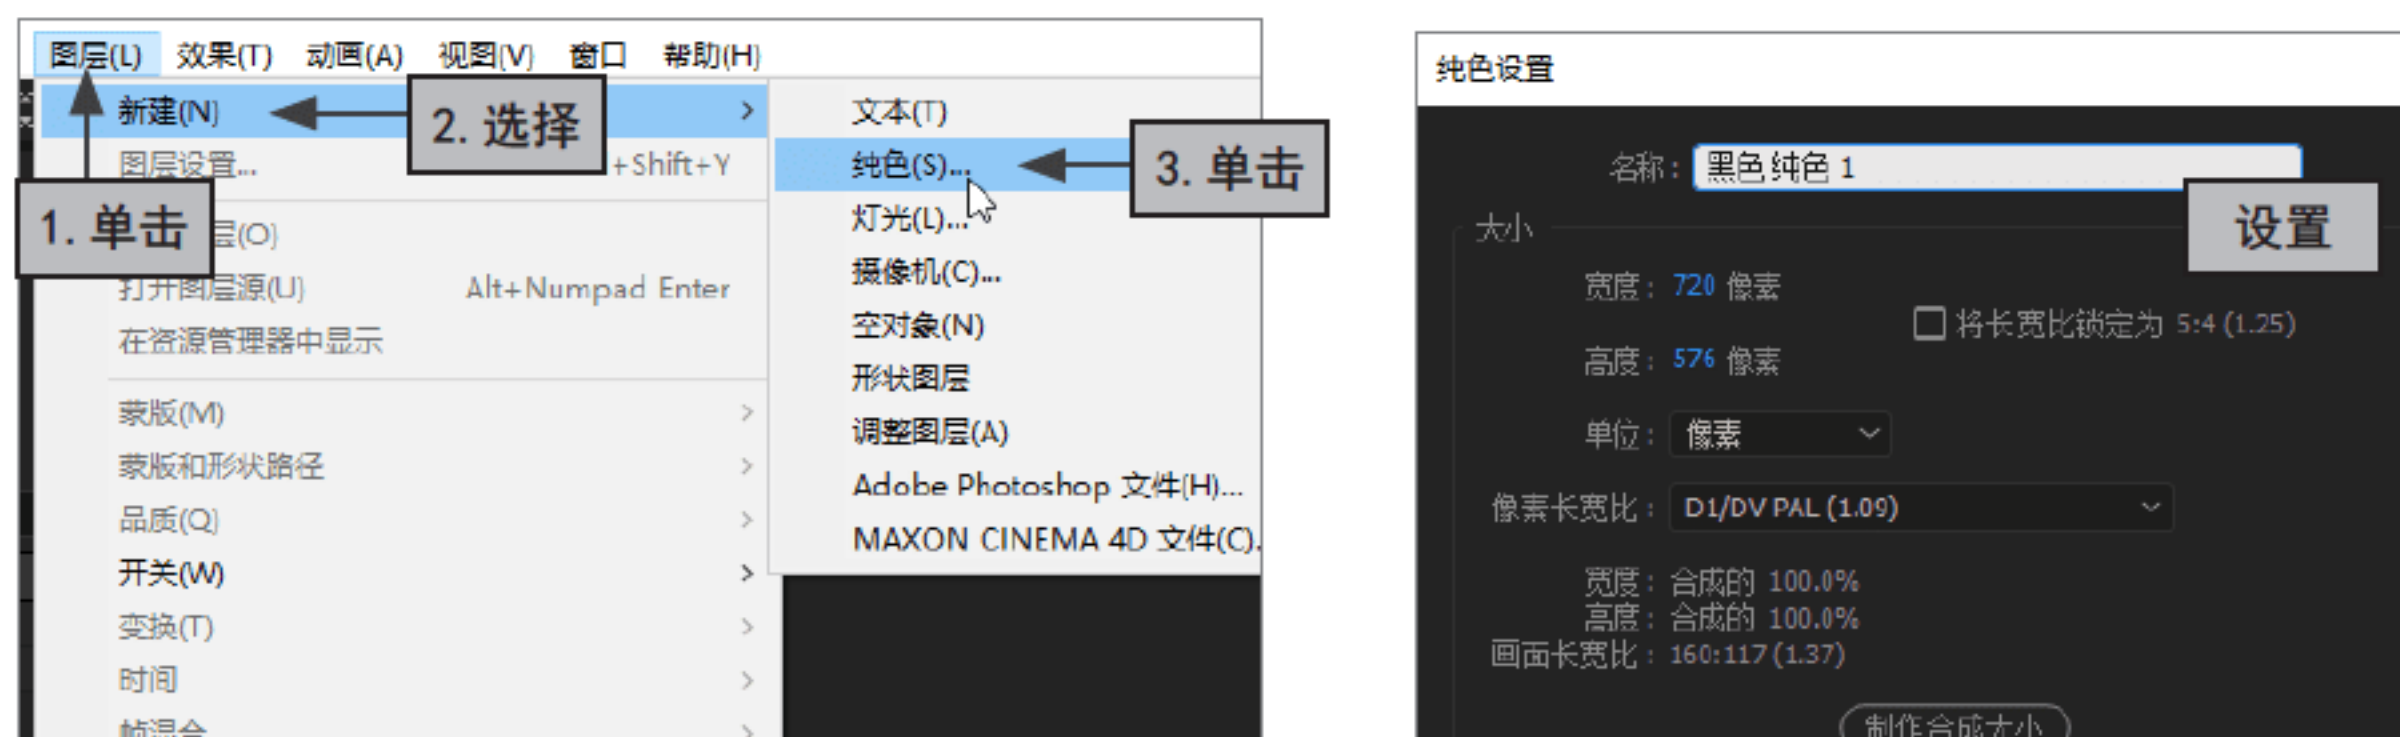 图层(L) 效果(T) 动画(A) 视图(V) 窗口 帮助(H)
新建(N)
2. 选择
图层设置... +Shift+Y
1. 单击
层(O)
打开图层源(U) Alt+Numpad Enter
在资源管理器中显示
蒙版(M)
蒙版和形状路径
品质(Q)
开关(W)
变换(T)
时间
帧混合
文本(T)
纯色(S)...
3. 单击
灯光(L)...
摄像机(C)...
空对象(N)
形状图层
调整图层(A)
Adobe Photoshop 文件(H)...
MAXON CINEMA 4D 文件(C).
纯色设置
名称: 黑色 纯色 1
设置
大小
宽度: 720 像素
将长宽比锁定为 5:4 (1.25)
高度: 576 像素
单位: 像素
像素长宽比: D1/DV PAL (1.09)
宽度: 合成的 100.0%
高度: 合成的 100.0%
画面长宽比: 160:117 (1.37)
制作合成大小